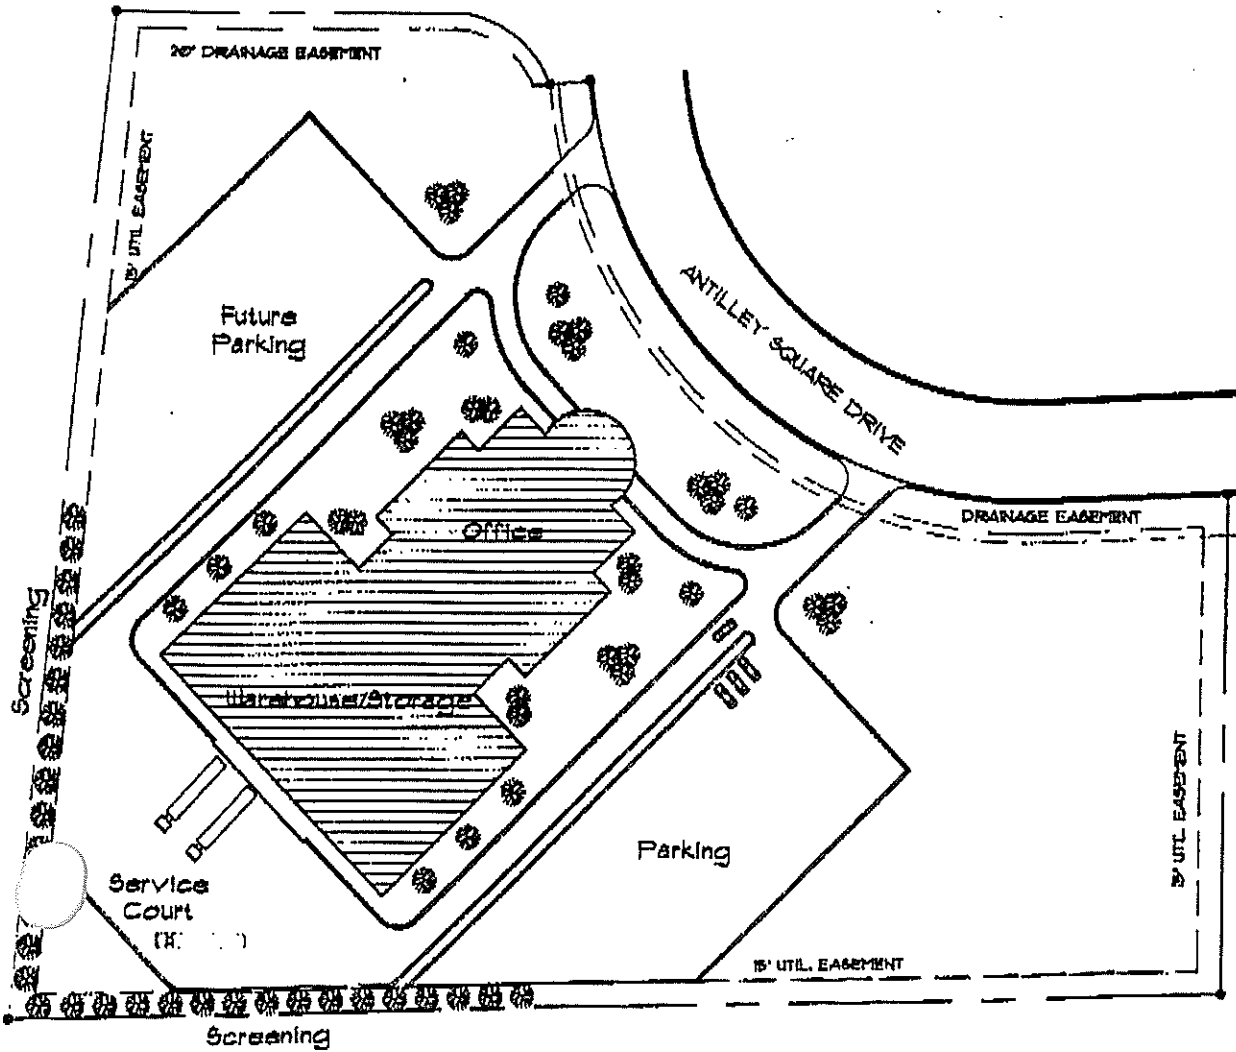 20' DRAINAGE EASEMENT
15' UTIL EASEMENT
Future
Parking
ANTILLEY SQUARE DRIVE
DRAINAGE EASEMENT
Office
Screening
Warehouse/Storage
15' UTL EASEMENT
Parking
Service
Court
15' UTIL. EASEMENT
Screening